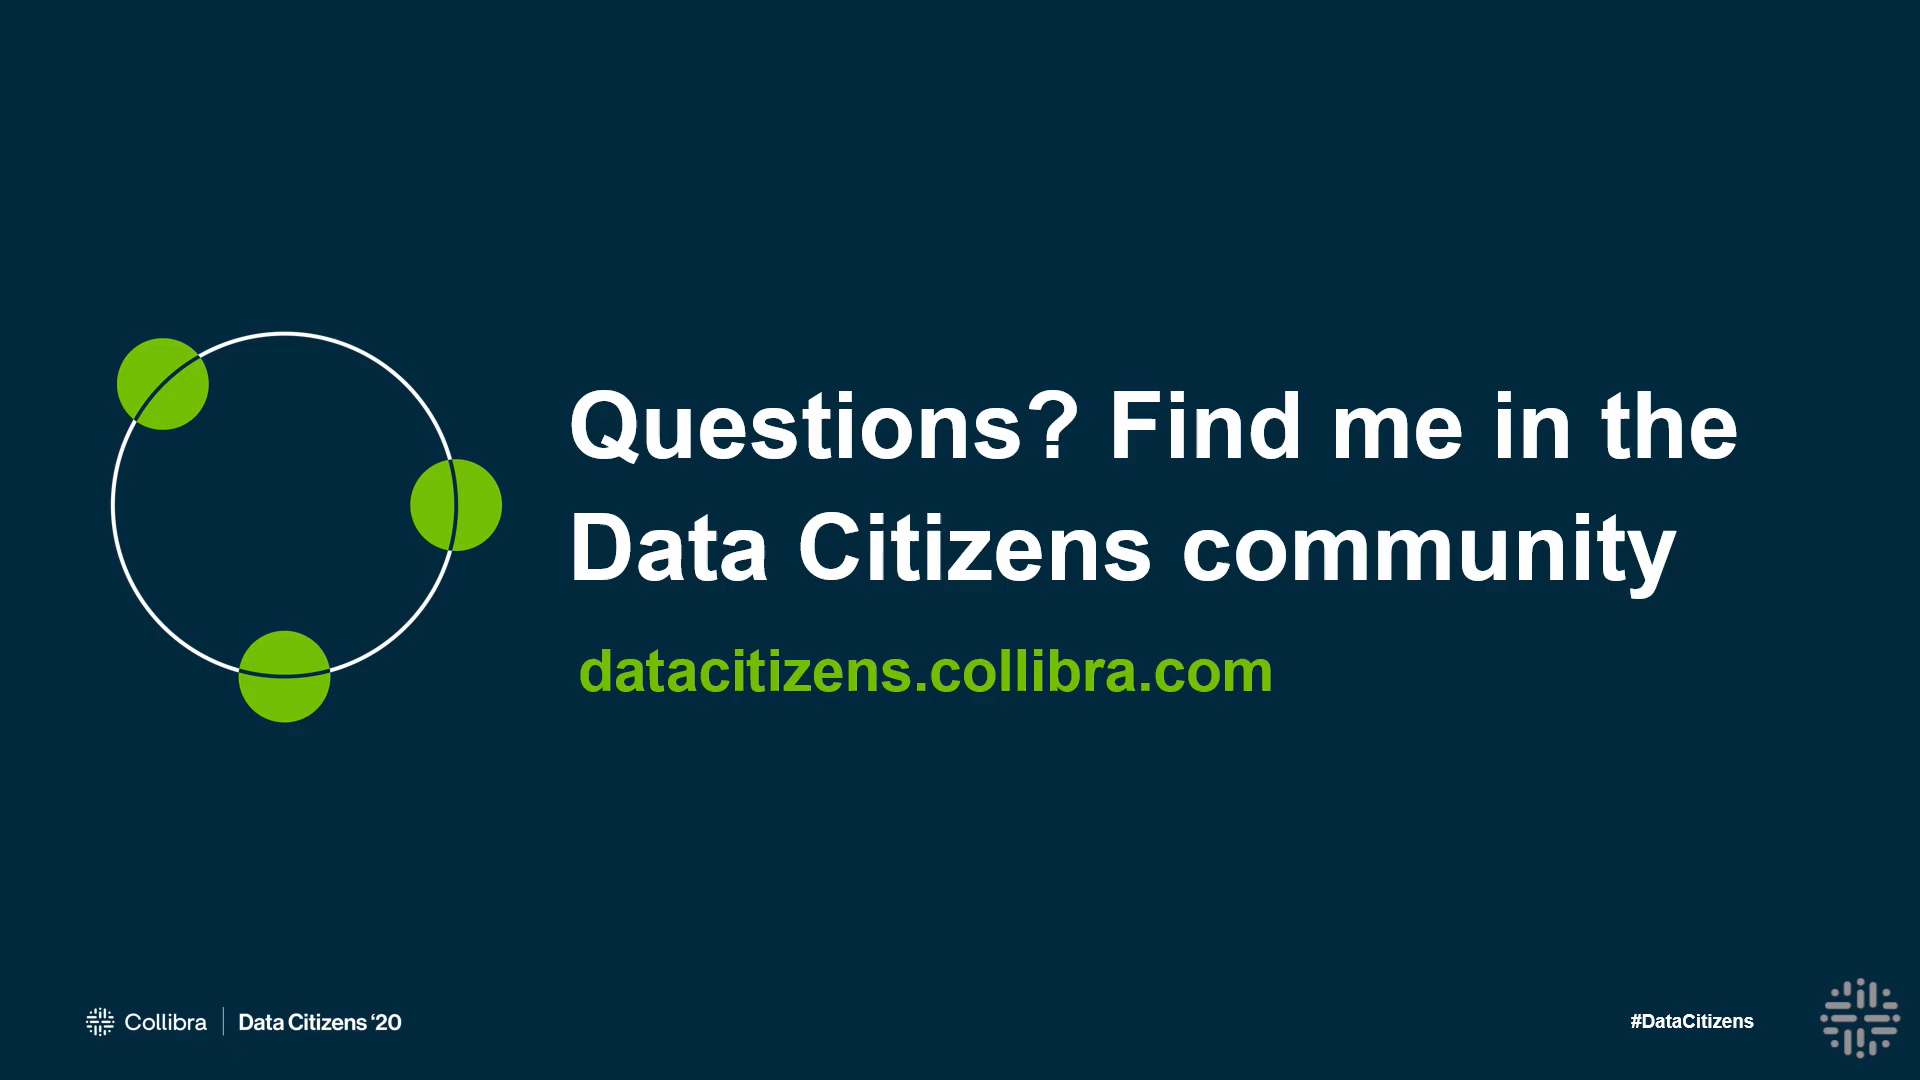 Questions? Find me in the
Data Citizens community
datacitizens.collibra.com
Collibra | Data Citizens ‘20
#DataCitizens